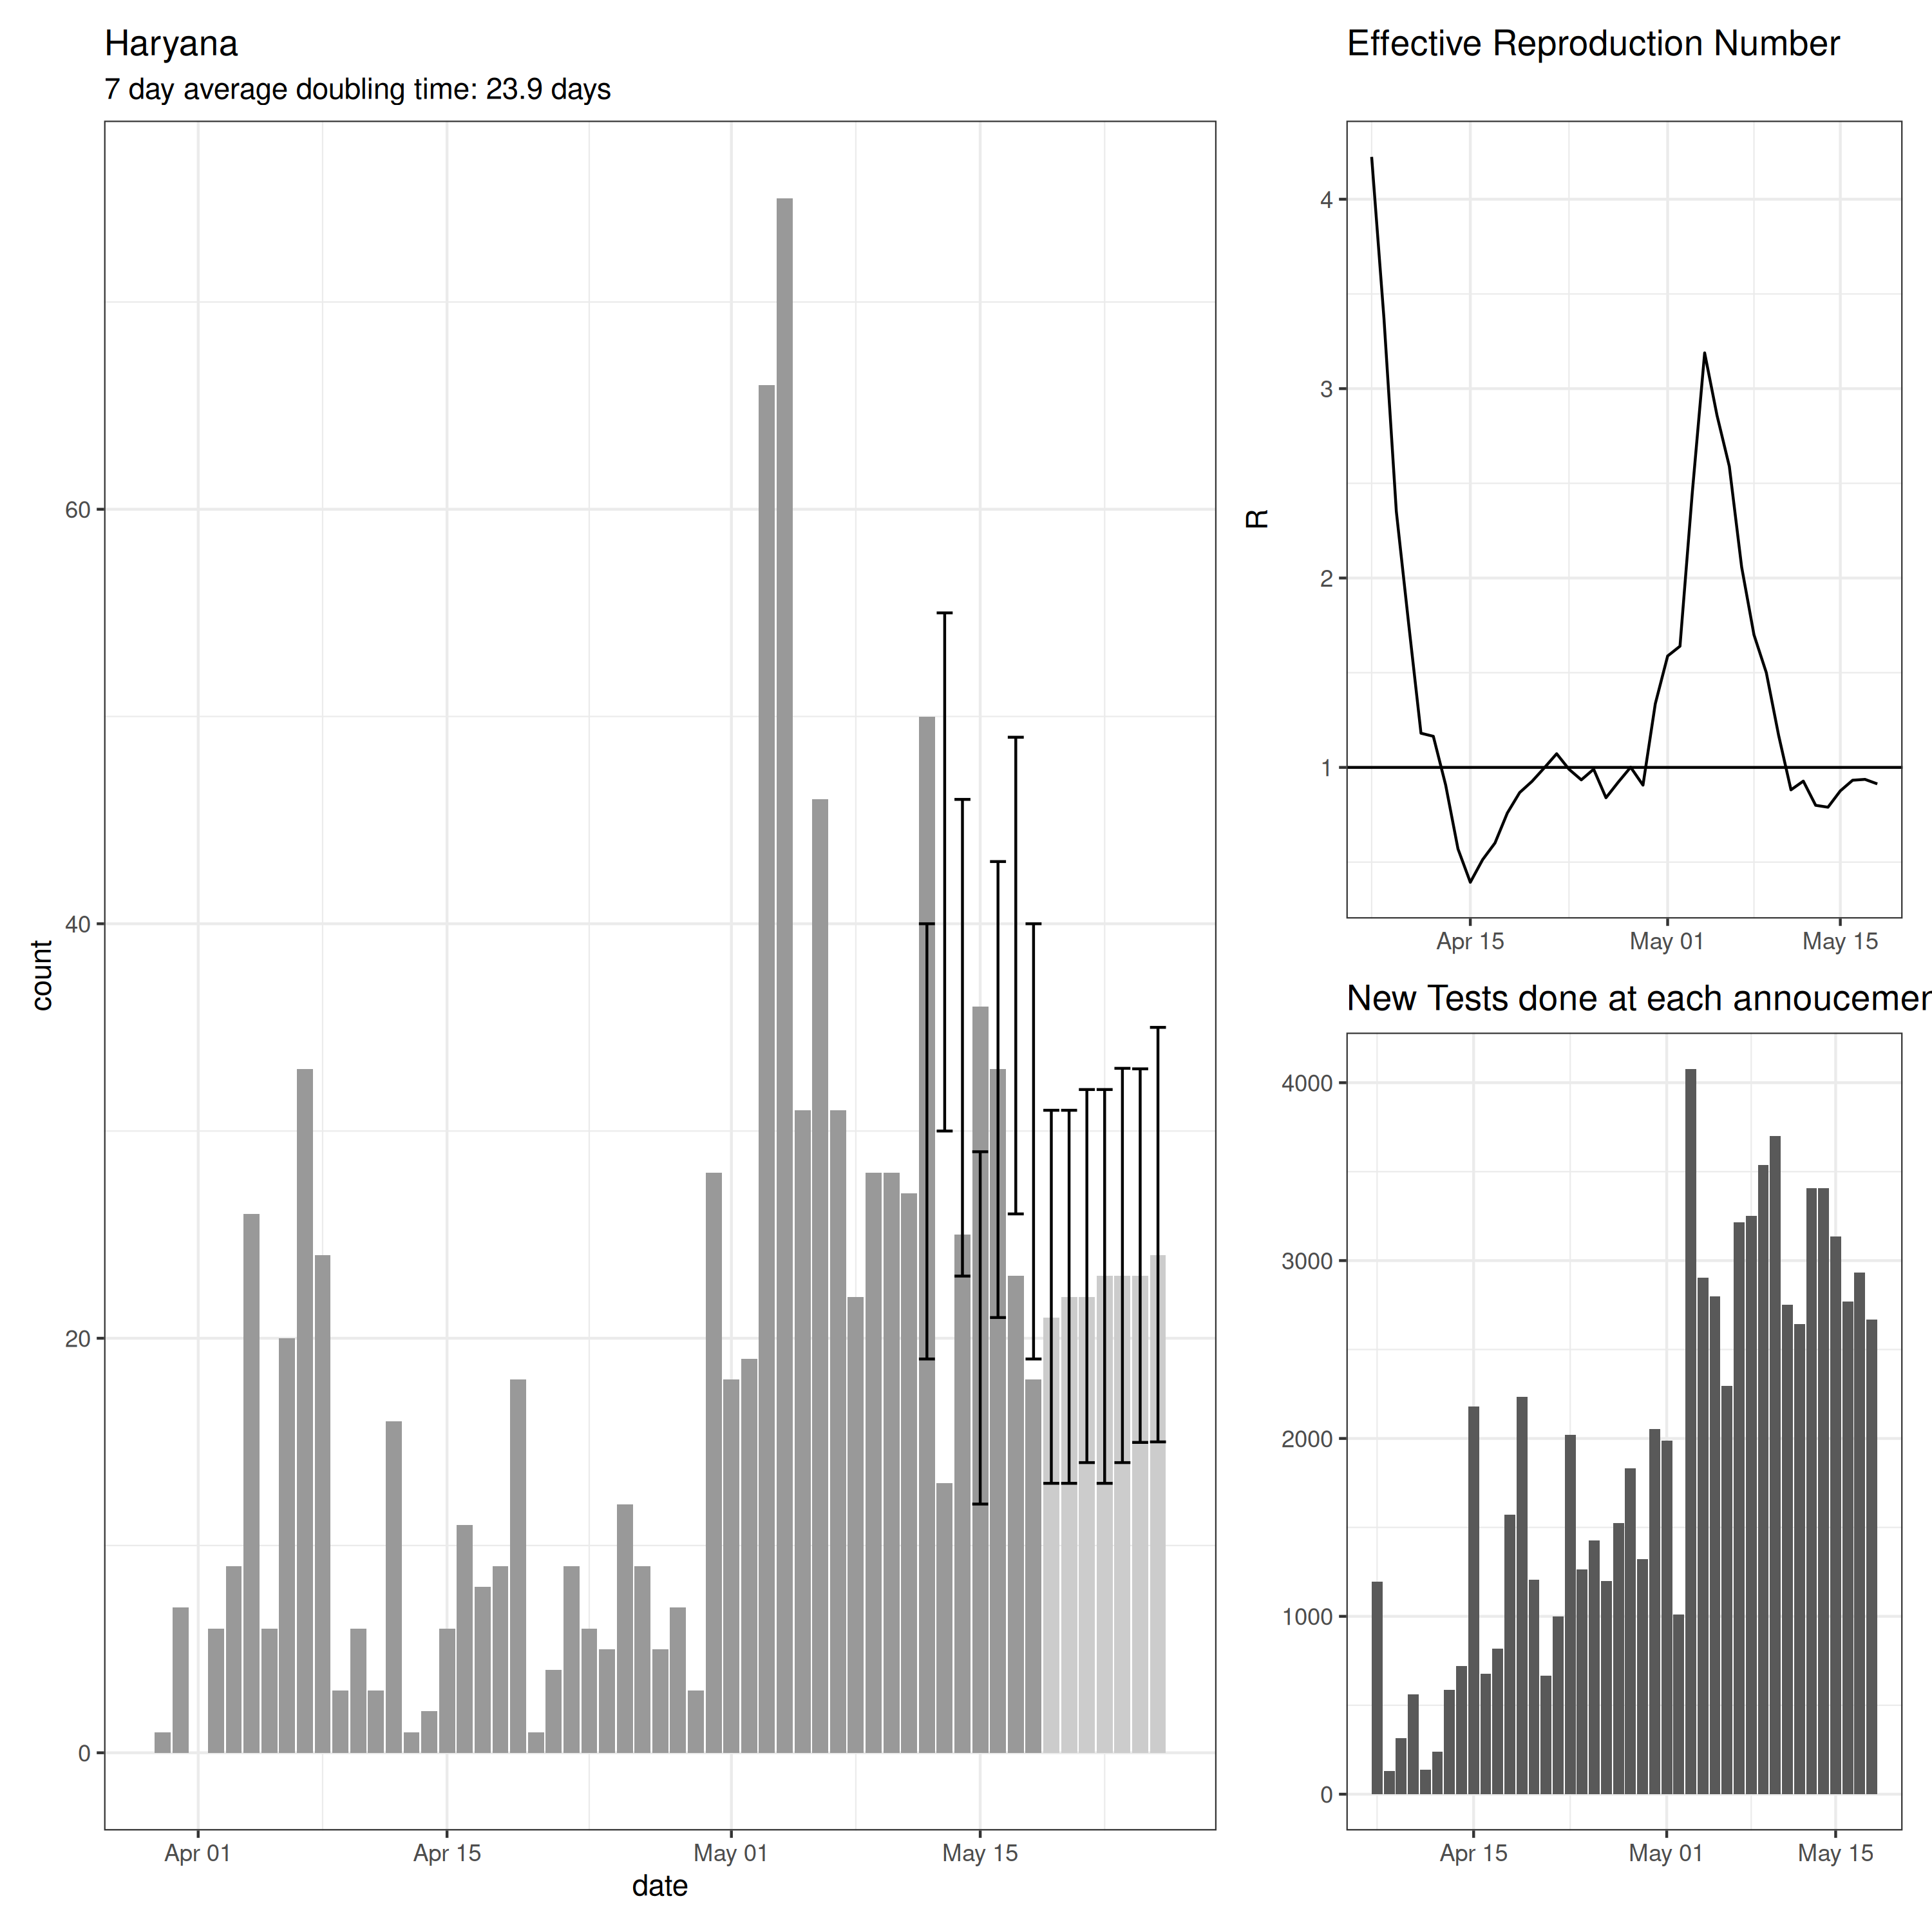 Haryana
7 day average doubling time: 23.9 days
count
60
40
20
0
Apr 01
Apr 15
May 01
May 15
date
Effective Reproduction Number
R
4
3
2
1
Apr 15
May 01
May 15
New Tests done at each annoucemen
4000
3000
2000
1000
0
Apr 15
May 01
May 15